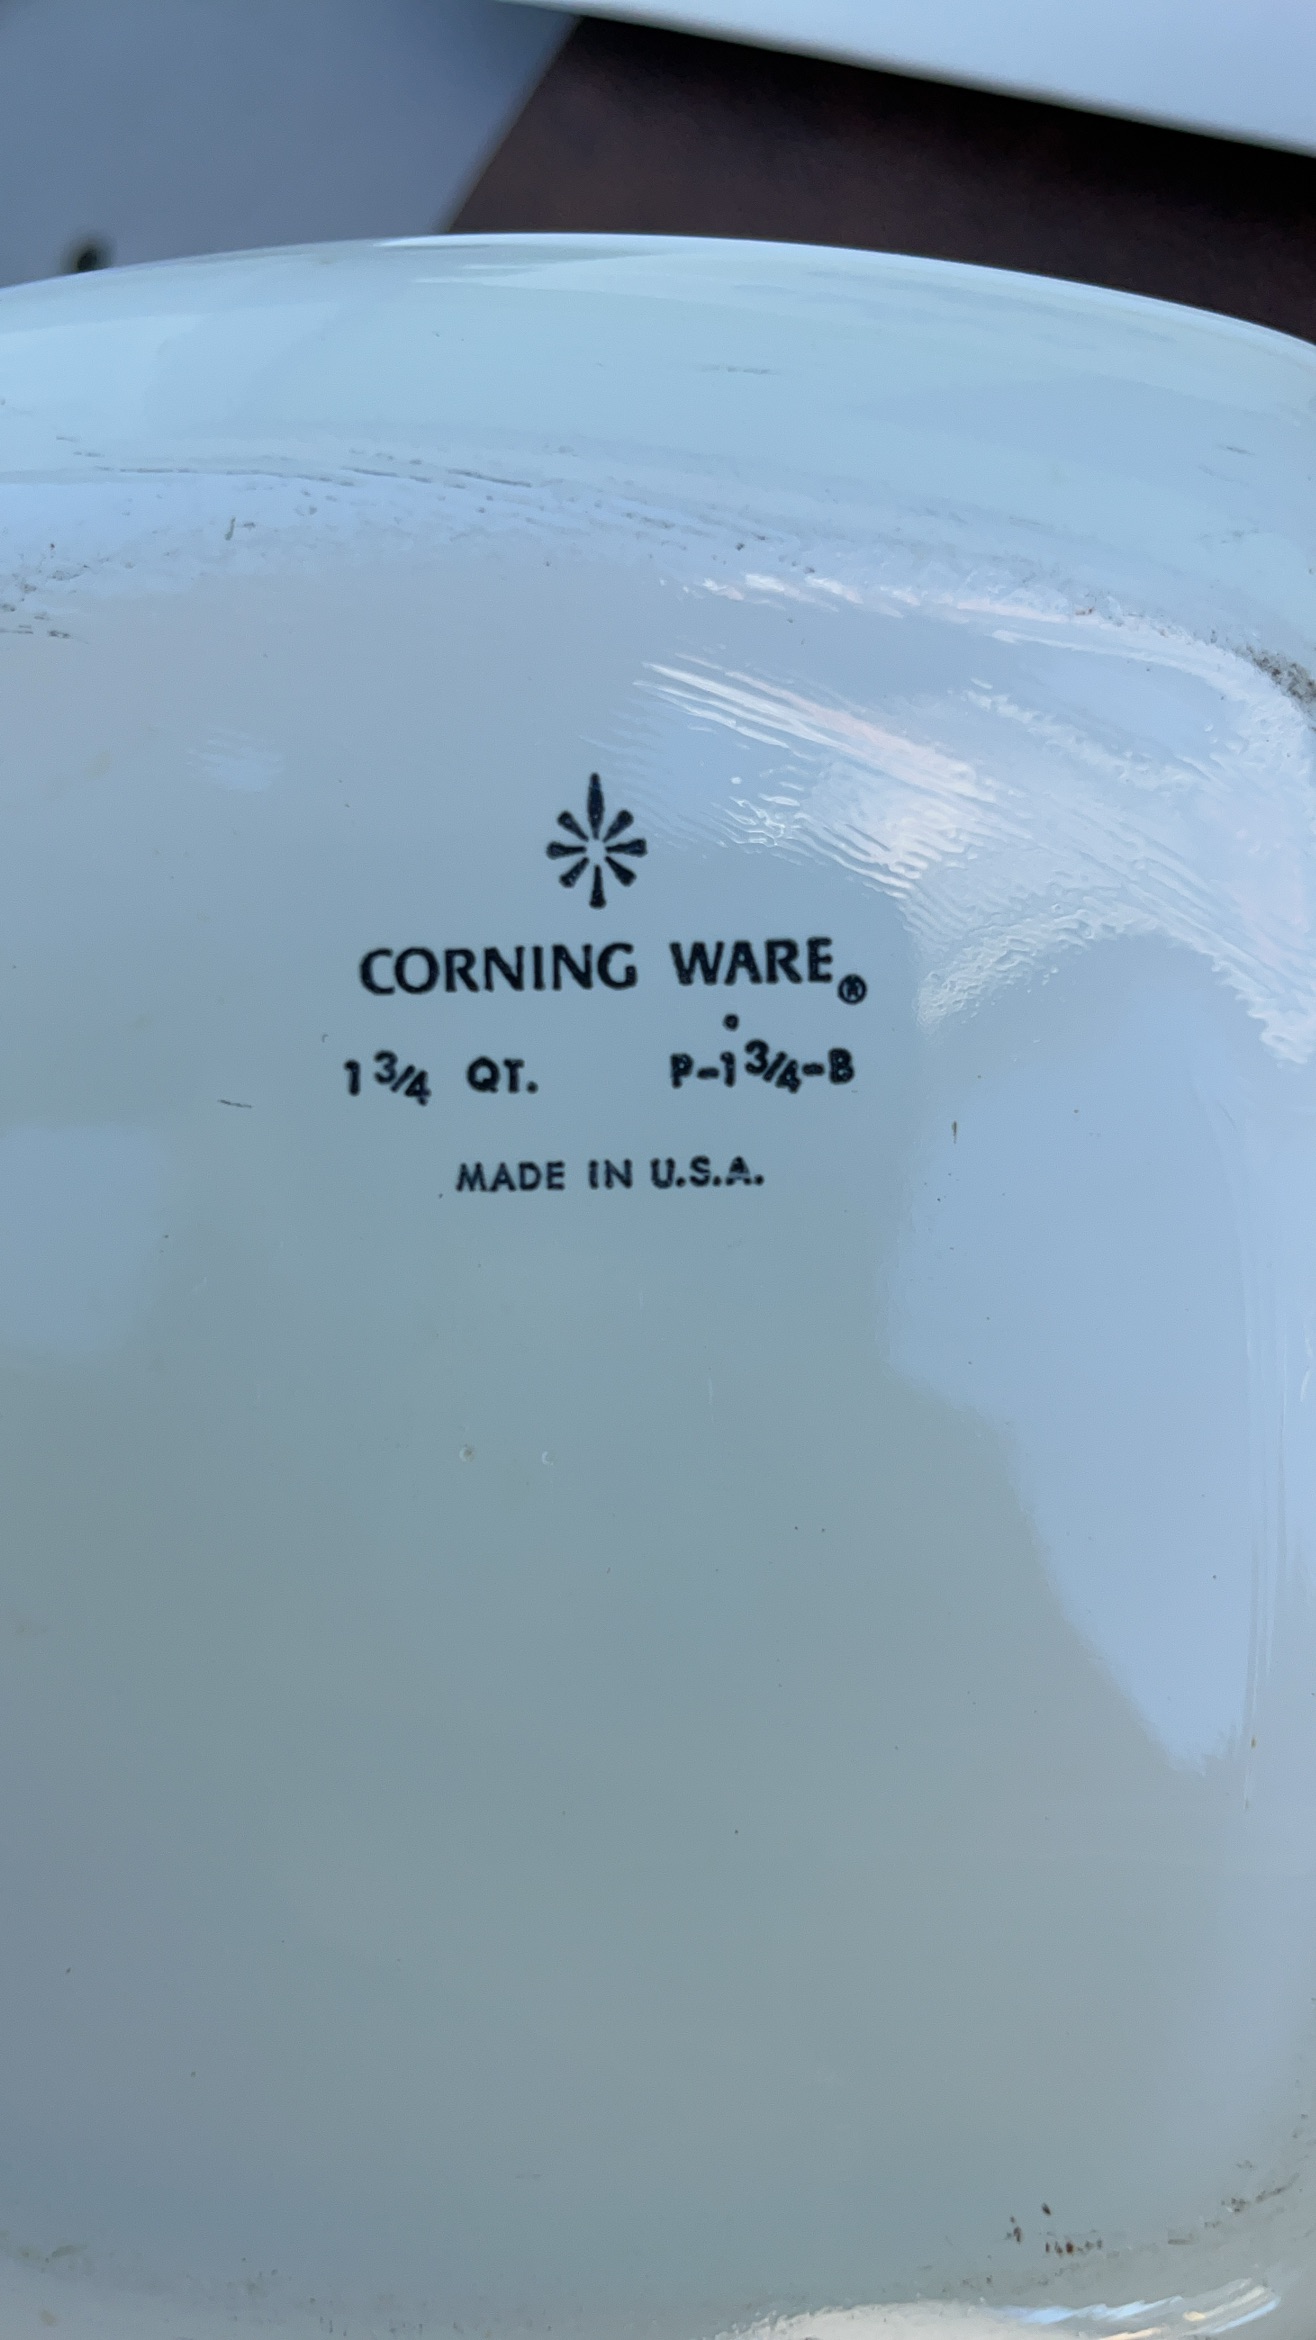 CORNING WARE®
1 3/4 QT. P-1 3/4-B
MADE IN U.S.A.